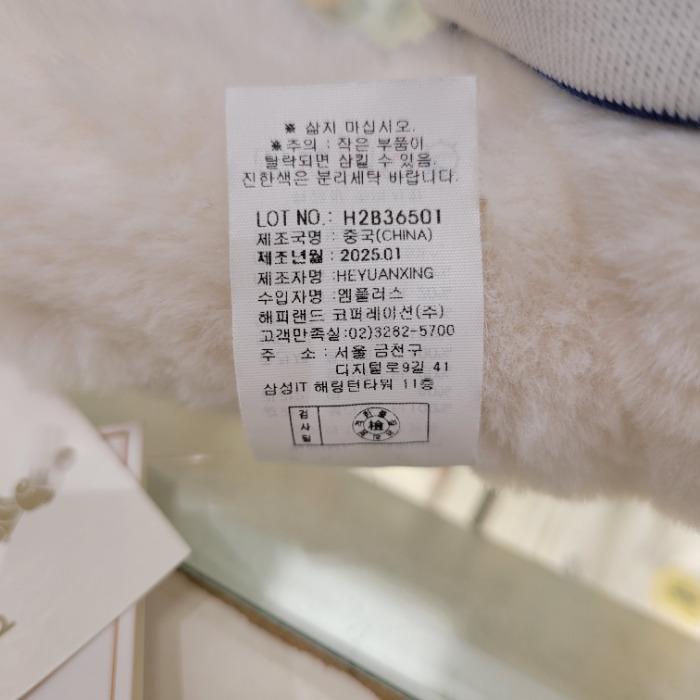 ※ 삶지 마십시오.
※주의 : 작은 부품이
탈락되면 삼킬 수 있음.
진한색은 분리세탁 바랍니다.
LOT NO.: H2B36501
제조국명 : 중국(CHINA)
제조년월 : 2025.01
제조자명 :HEYUANXING
수입자명 :엠플러스
해피랜드 코퍼레이션(주)
고객만족실:02)3282-5700
주 소 : 서울 금천구
디지털로9길 41
삼성IT 해링턴타워 11층
검사필
檢